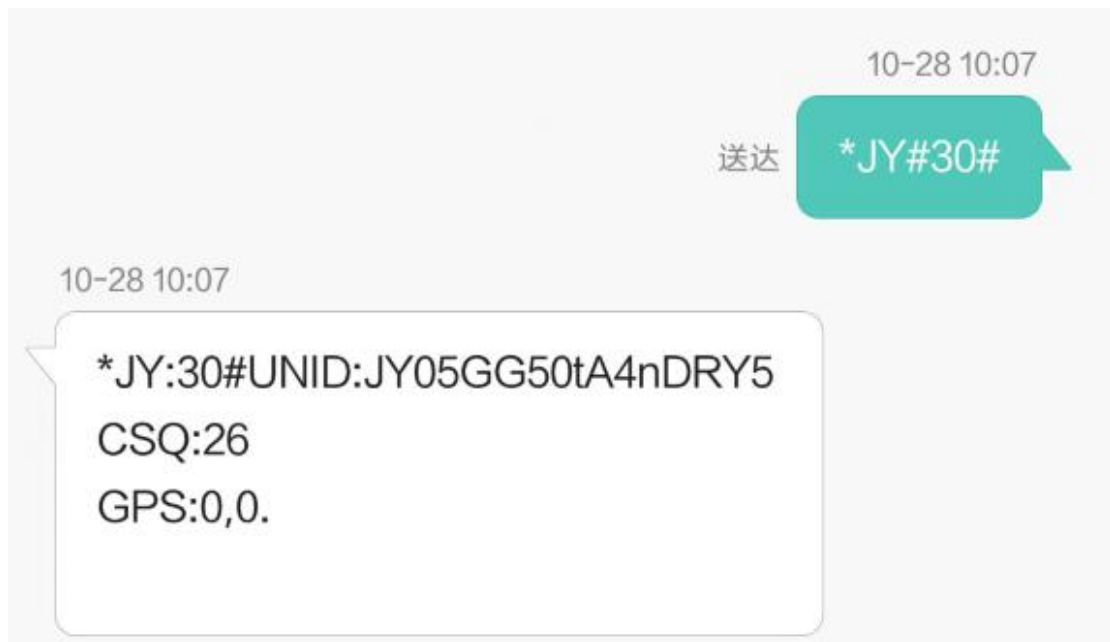 10-28 10:07
送达
*JY#30#
10-28 10:07
*JY:30#UNID:JY05GG50tA4nDRY5
CSQ:26
GPS:0,0.